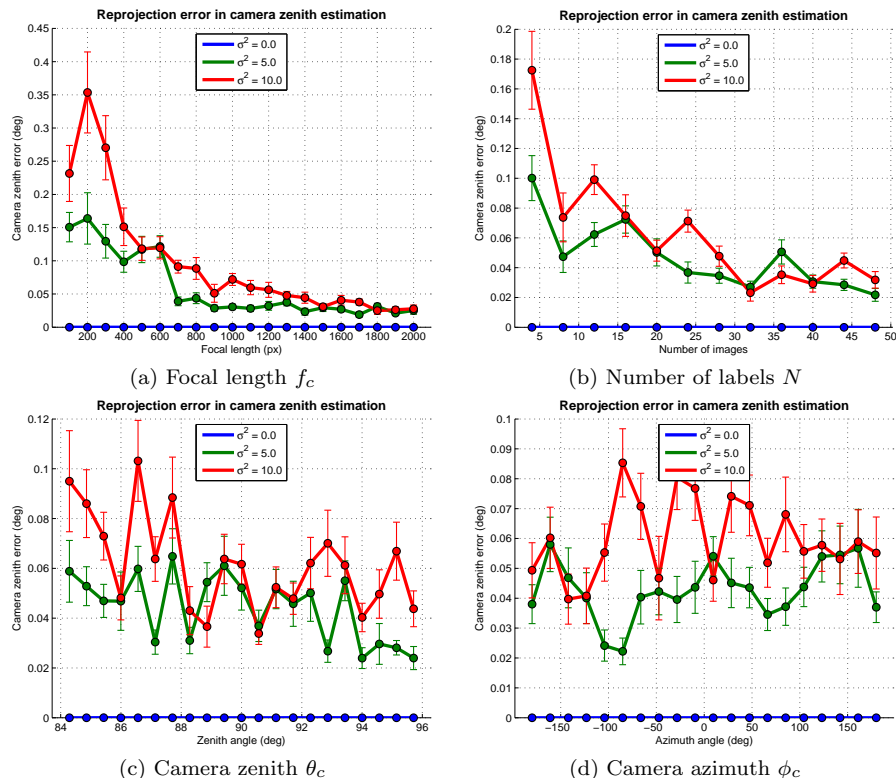 Reprojection error in camera zenith estimation
σ² = 0.0
σ² = 5.0
σ² = 10.0
Camera zenith error (deg)
0.45
0.4
0.35
0.3
0.25
0.2
0.15
0.1
0.05
0
200 400 600 800 1000 1200 1400 1600 1800 2000
Focal length (px)
(a) Focal length f_c
Reprojection error in camera zenith estimation
σ² = 0.0
σ² = 5.0
σ² = 10.0
Camera zenith error (deg)
0.2
0.18
0.16
0.14
0.12
0.1
0.08
0.06
0.04
0.02
0
5 10 15 20 25 30 35 40 45 50
Number of images
(b) Number of labels N
Reprojection error in camera zenith estimation
σ² = 0.0
σ² = 5.0
σ² = 10.0
Camera zenith error (deg)
0.12
0.1
0.08
0.06
0.04
0.02
0
84 86 88 90 92 94 96
Zenith angle (deg)
(c) Camera zenith θ_c
Reprojection error in camera zenith estimation
σ² = 0.0
σ² = 5.0
σ² = 10.0
Camera zenith error (deg)
0.1
0.09
0.08
0.07
0.06
0.05
0.04
0.03
0.02
0.01
0
−150 −100 −50 0 50 100 150
Azimuth angle (deg)
(d) Camera azimuth ϕ_c